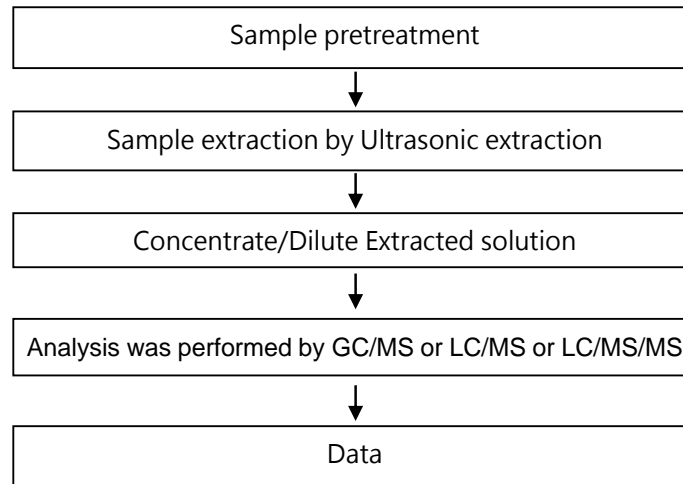 Sample pretreatment
Sample extraction by Ultrasonic extraction
Concentrate/Dilute Extracted solution
Analysis was performed by GC/MS or LC/MS or LC/MS/MS
Data